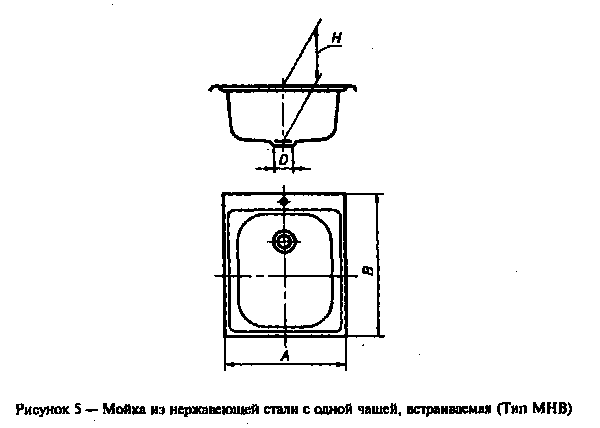 H
D
B
A
Рисунок 5 — Мойка из нержавеющей стали с одной чашей, встраиваемая (Тип МНВ)